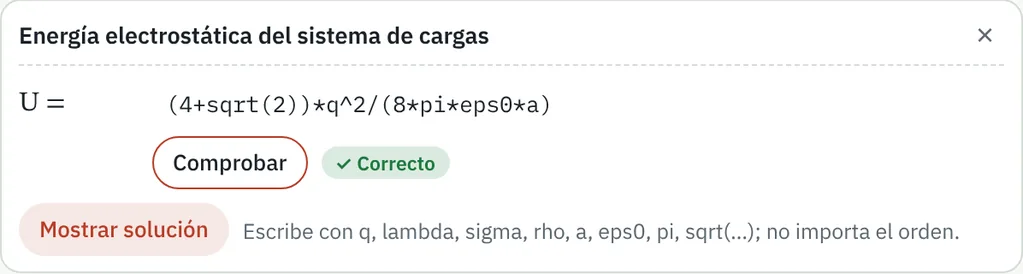 Energía electrostática del sistema de cargas ×
U = (4+sqrt(2))*q^2/(8*pi*eps0*a)
Comprobar ✓ Correcto
Mostrar solución Escribe con q, lambda, sigma, rho, a, eps0, pi, sqrt(...); no importa el orden.